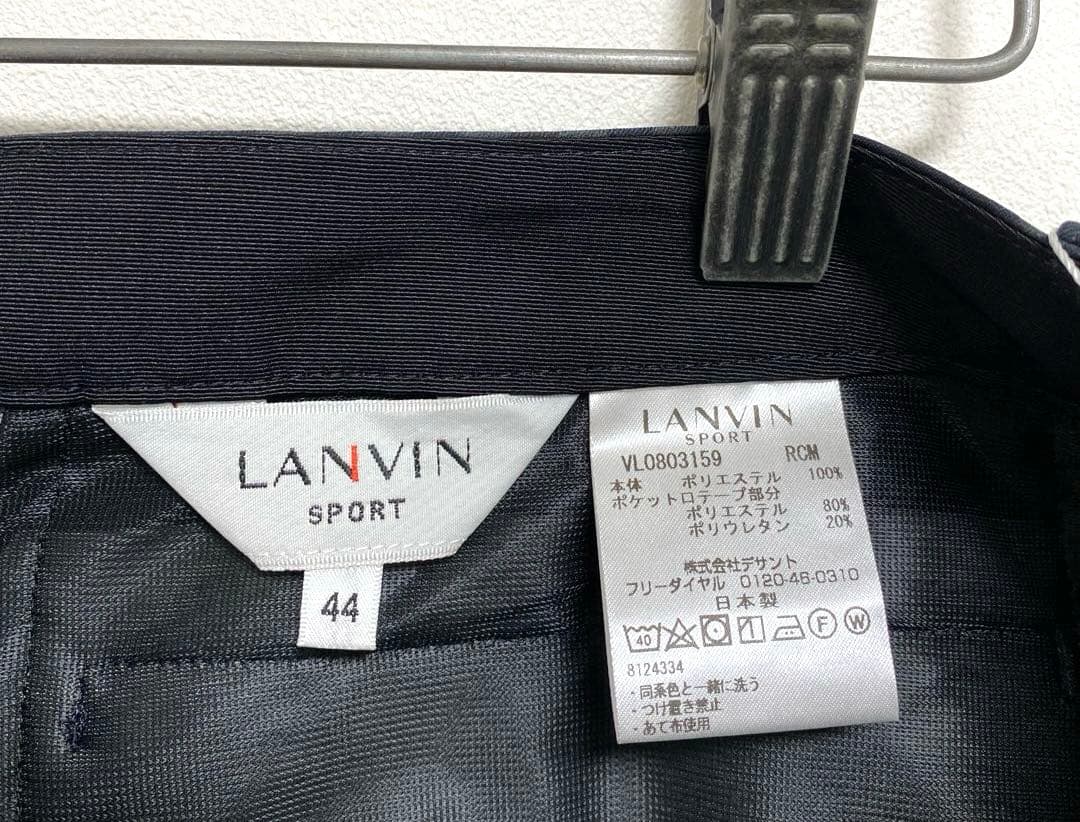 LANVIN
SPORT
44
LANVIN
SPORT
VL0803159 RCM
本体 ポリエステル 100%
ポケット口テープ部分
ポリエステル 80%
ポリウレタン 20%
株式会社デサント
フリーダイヤル 0120-46-0310
日本製
40 F W
8124334
・同系色と一緒に洗う
・つけ置き禁止
・あて布使用